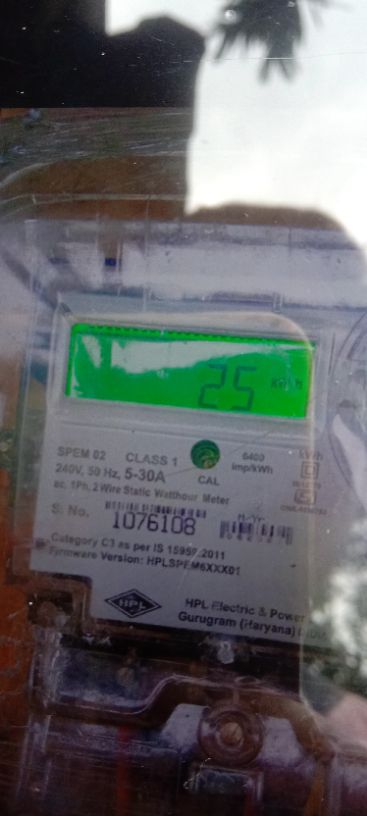 25 kWh
SPEM 02 CLASS 1 6400 kWh
240V, 50 Hz, 5-30A CAL imp/kWh
ac, 1Ph, 2 Wire Static Watthour Meter
S. No. 1076108
Category C3 as per IS 15959:2011
Firmware Version: HPLSPEM6XXX01
HPL HPL Electric & Power
Gurugram (Haryana)